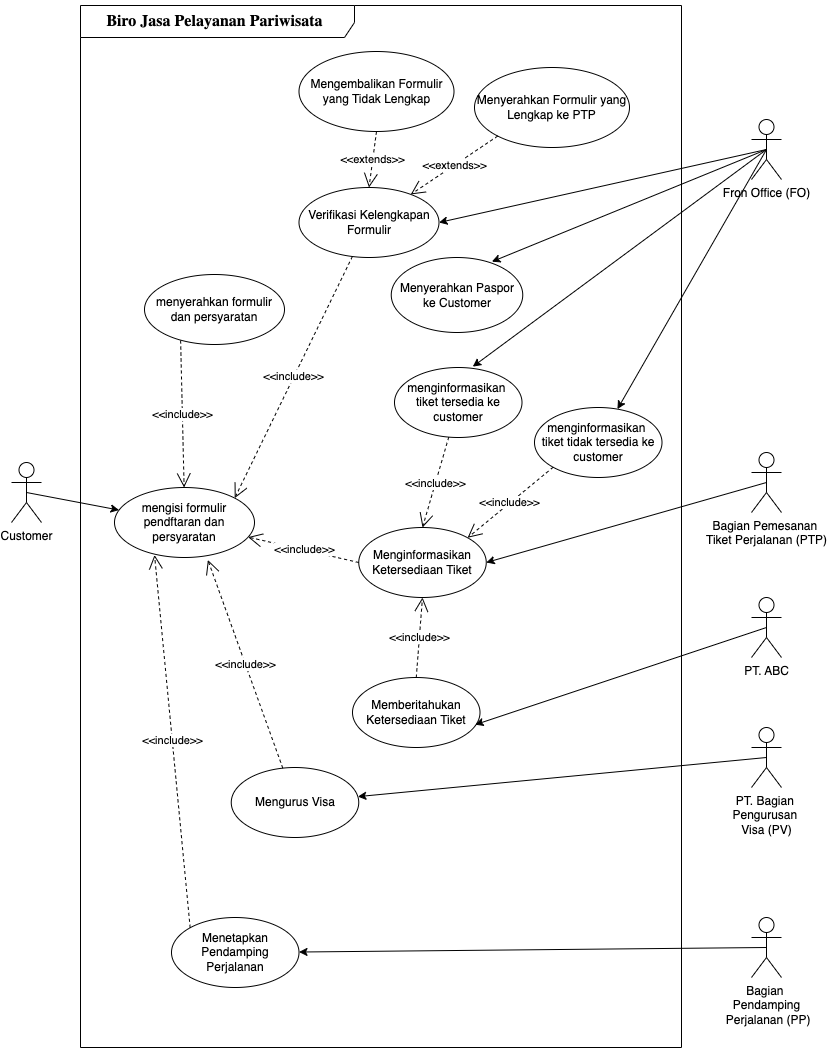 Biro Jasa Pelayanan Pariwisata
Mengembalikan Formulir
yang Tidak Lengkap
Menyerahkan Formulir yang
Lengkap ke PTP
<<extends>>
<<extends>>
Fron Office (FO)
Verifikasi Kelengkapan
Formulir
Menyerahkan Paspor
ke Customer
menyerahkan formulir
dan persyaratan
<<include>>
menginformasikan
tiket tersedia ke
customer
<<include>>
menginformasikan
tiket tidak tersedia ke
customer
<<include>>
<<include>>
Customer
mengisi formulir
pendftaran dan
persyaratan
<<include>>
Menginformasikan
Ketersediaan Tiket
Bagian Pemesanan
Tiket Perjalanan (PTP)
<<include>>
<<include>>
PT. ABC
Memberitahukan
Ketersediaan Tiket
<<include>>
Mengurus Visa
PT. Bagian
Pengurusan
Visa (PV)
Menetapkan
Pendamping
Perjalanan
Bagian
Pendamping
Perjalanan (PP)